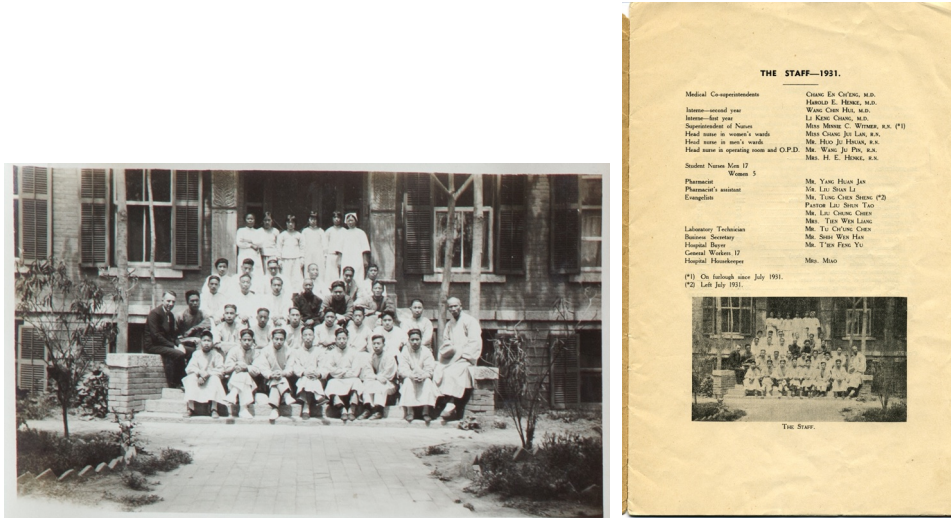 THE STAFF—1931.
Medical Co-superintendents CHANG EN CH'ENG, M.D.
HAROLD E. HENKE, M.D.
Interne—second year WANG CHIN HUI, M.D.
Interne—first year LI KENG CHANG, M.D.
Superintendent of Nurses MISS MINNIE C. WITMER, R.N. (*1)
Head nurse in women's wards MISS CHANG JUI LAN, R.N.
Head nurse in men's wards MR. HUO JU HSUAN, R.N.
Head nurse in operating room and O.P.D. MR. WANG JU PIN, R.N.
MRS. H. E. HENKE, R.N.
Student Nurses Men 17
Women 5
Pharmacist MR. YANG HUAN JAN
Pharmacist's assistant MR. LIU SHAN LI
Evangelists MR. TUNG CHEN SHENG (*2)
PASTOR LIU SHUN TAO
MR. LIU CHUNG CHIEN
MRS. TIEN WEN LIANG
Laboratory Technician MR. TU CH'UNG CHEN
Business Secretary MR. SHIH WEN HAN
Hospital Buyer MR. T'IEN FENG YU
General Workers 17
Hospital Housekeeper MRS. MIAO
(*1) On furlough since July 1931.
(*2) Left July 1931.
THE STAFF.